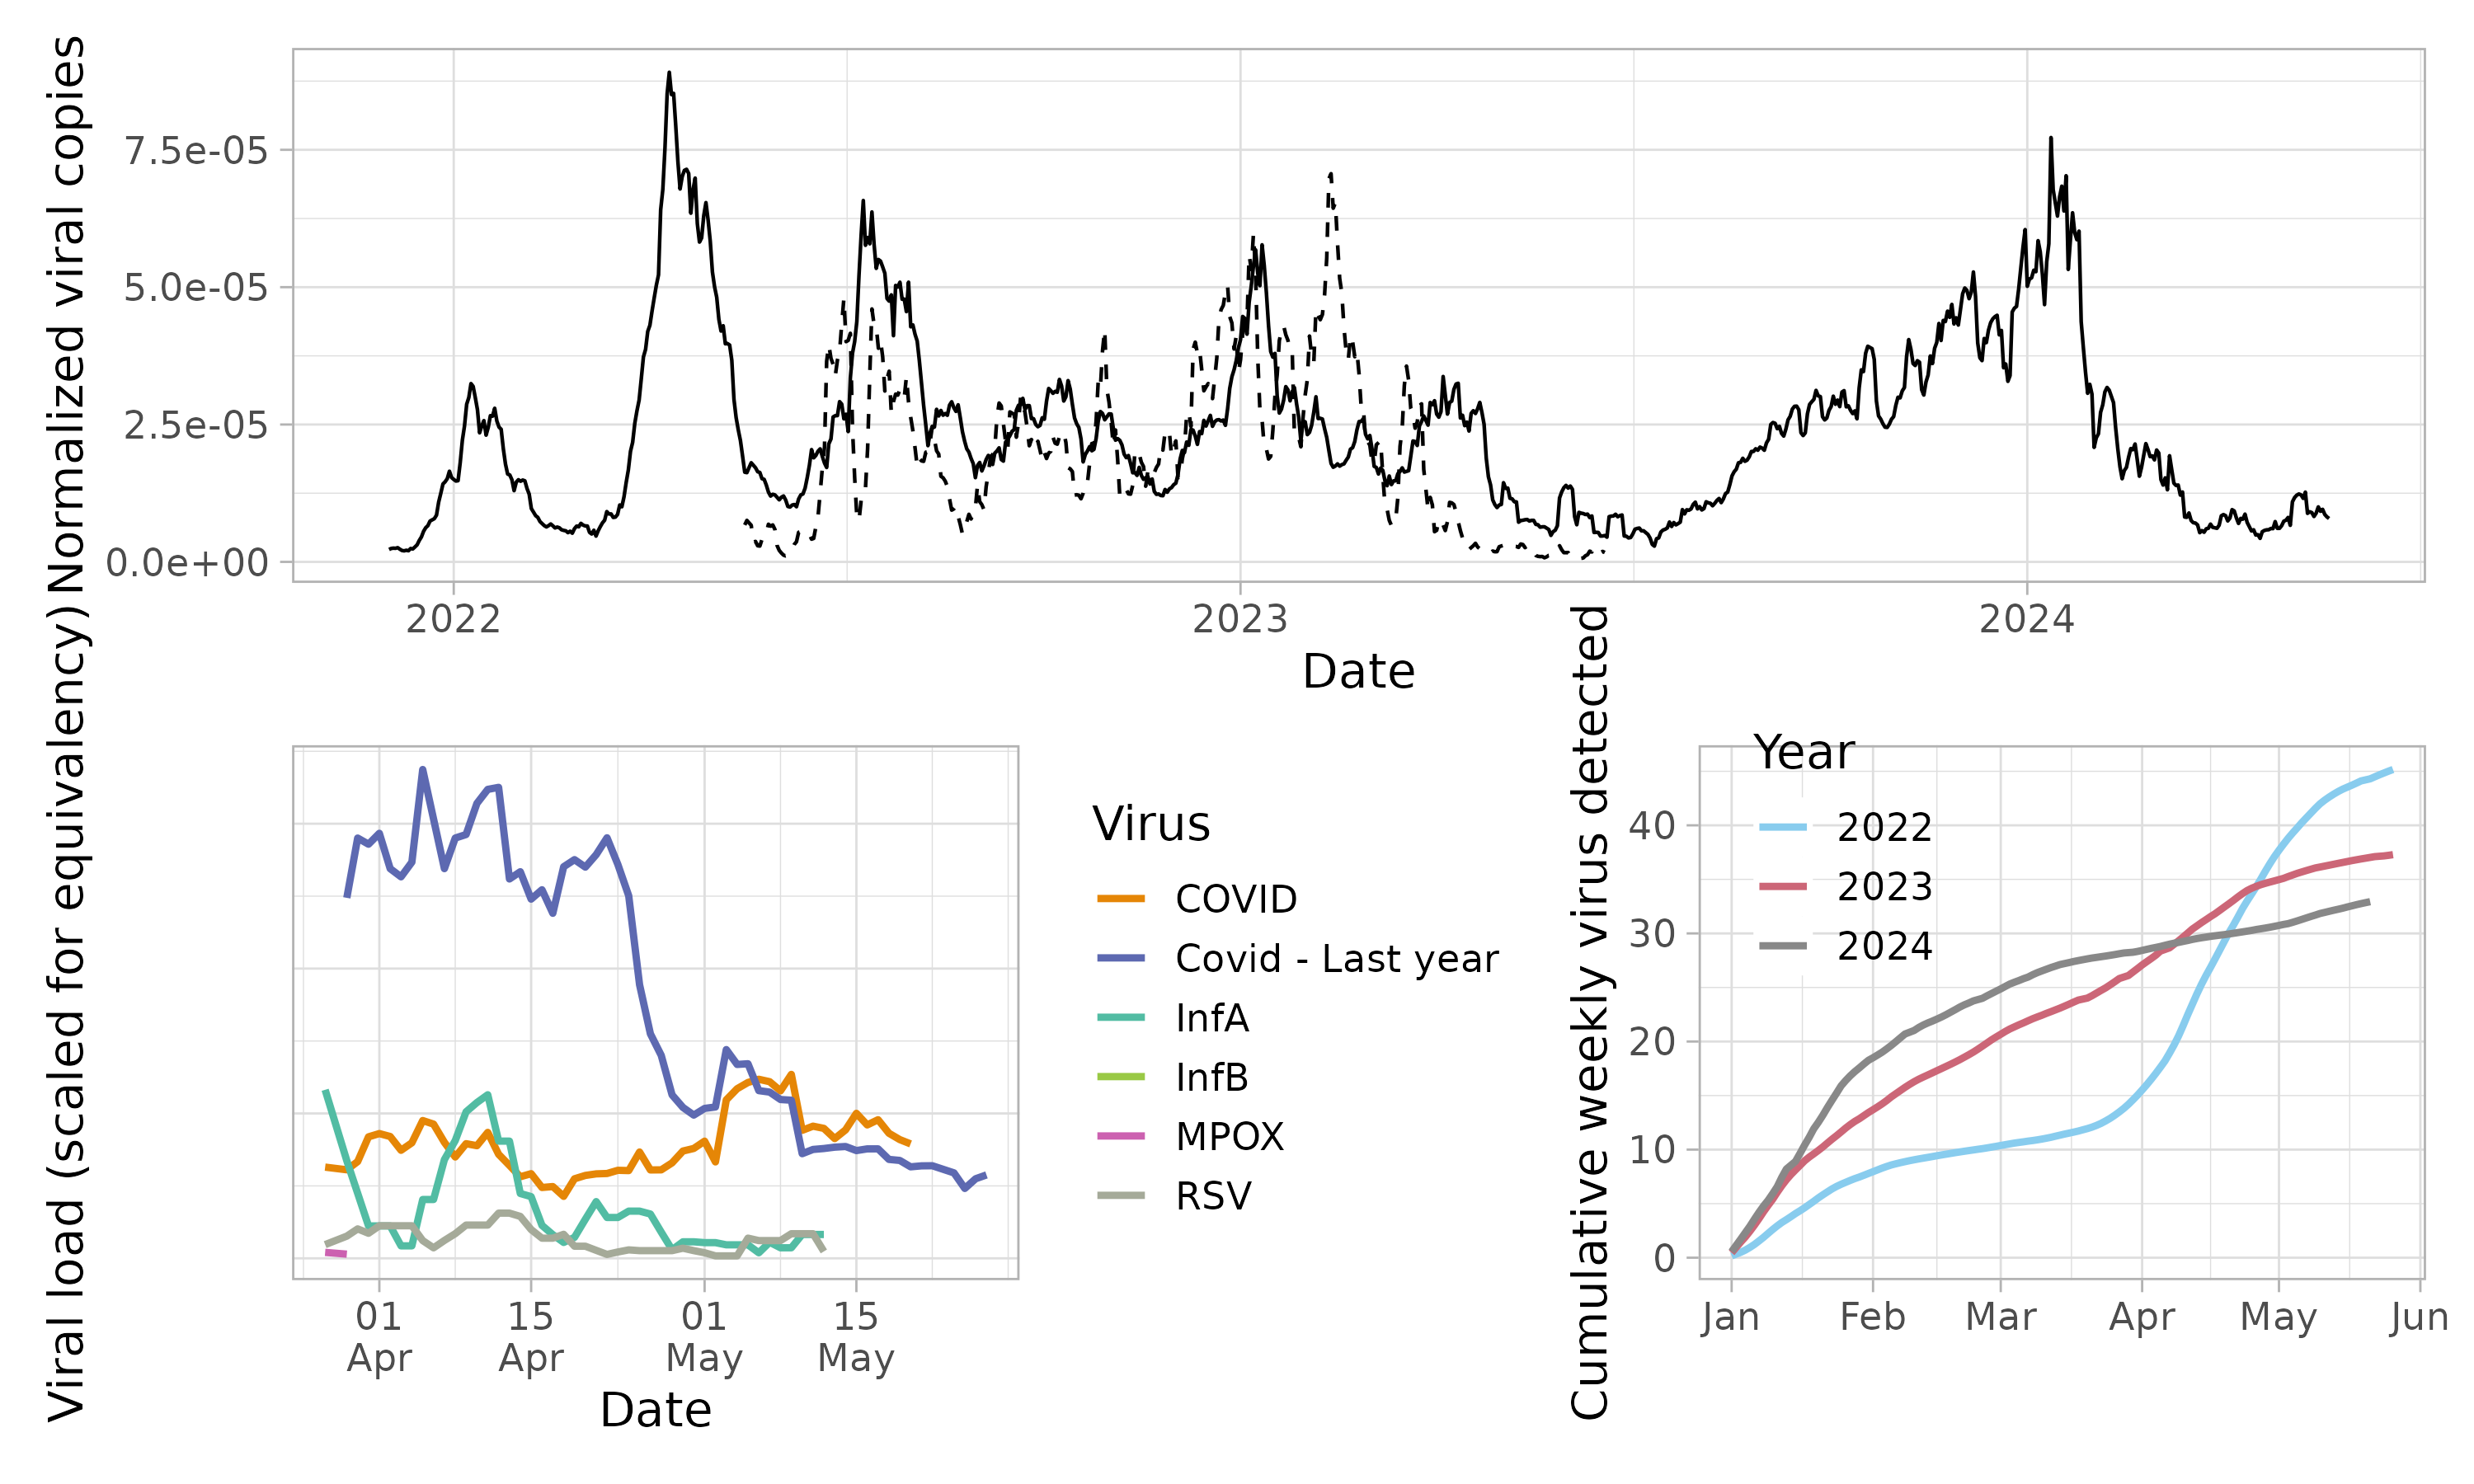 Normalized viral copies
7.5e-05
5.0e-05
2.5e-05
0.0e+00
2022
2023
2024
Date
Viral load (scaled for equivalency)
01
Apr
15
Apr
01
May
15
May
Date
Virus
COVID
Covid - Last year
InfA
InfB
MPOX
RSV
Cumulative weekly virus detected
40
30
20
10
0
Year
2022
2023
2024
Jan
Feb
Mar
Apr
May
Jun